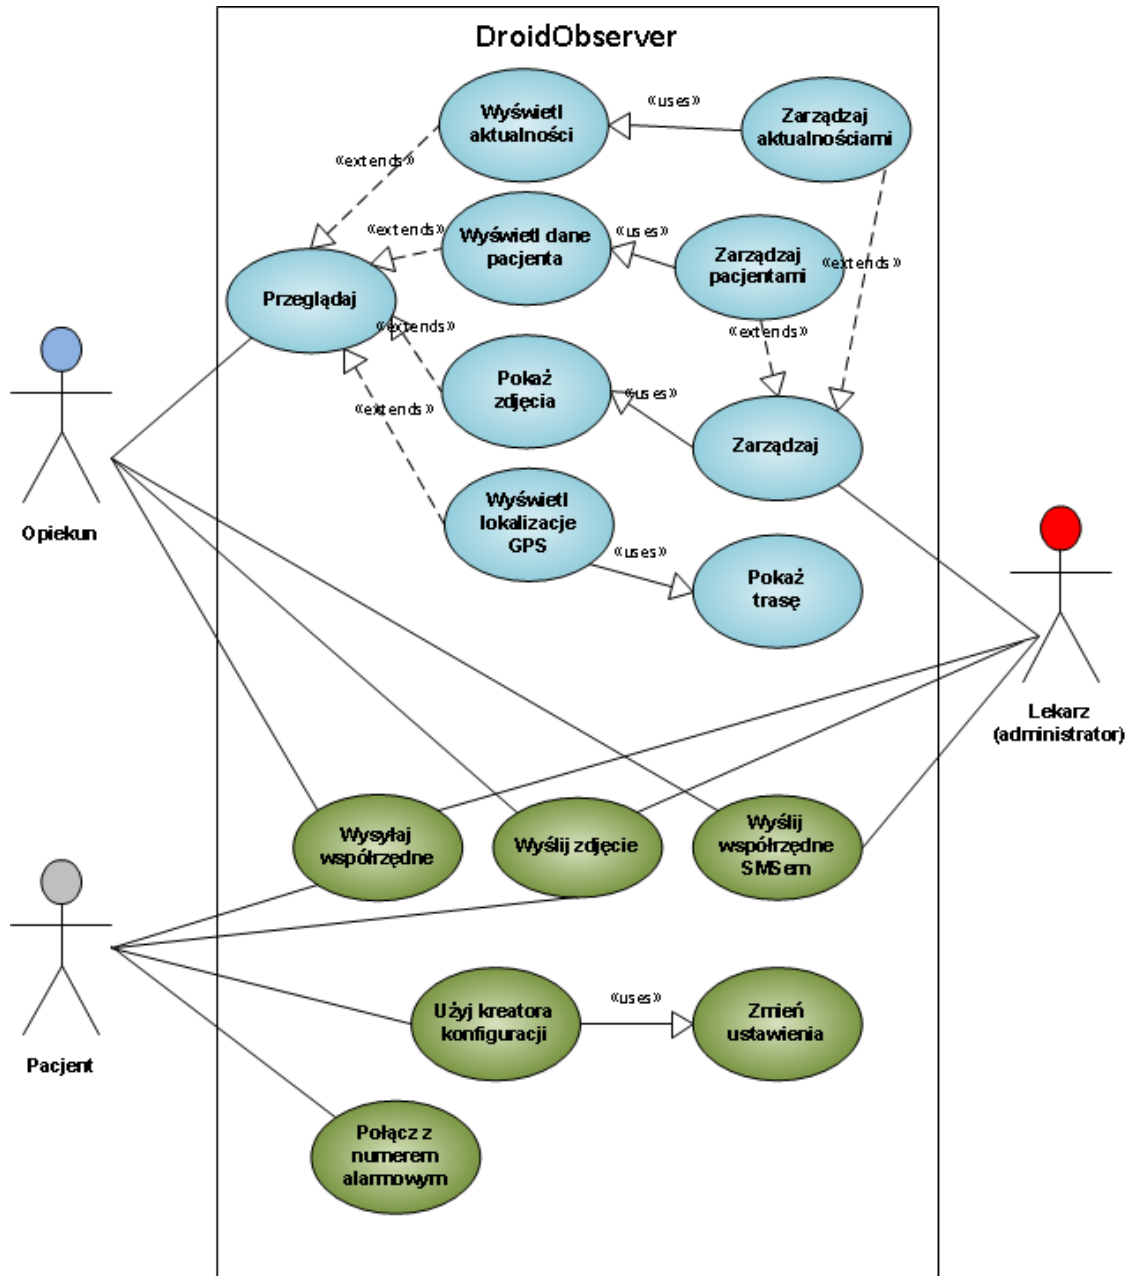 DroidObserver
Wyświetl
aktualności
«uses»
Zarządzaj
aktualnościami
«extends»
Wyświetl dane
pacjenta
«extends»
«uses»
Zarządzaj
pacjentami
«extends»
Przeglądaj
«extends»
«extends»
Pokaż
zdjęcia
«uses»
Zarządzaj
«extends»
Wyświetl
lokalizacje
GPS
«uses»
Pokaż
trasę
Opiekun
Lekarz
(administrator)
Wysyłaj
współrzędne
Wyślij zdjęcie
Wyślij
współrzędne
SMSem
Pacjent
Użyj kreatora
konfiguracji
«uses»
Zmień
ustawienia
Połącz z
numerem
alarmowym